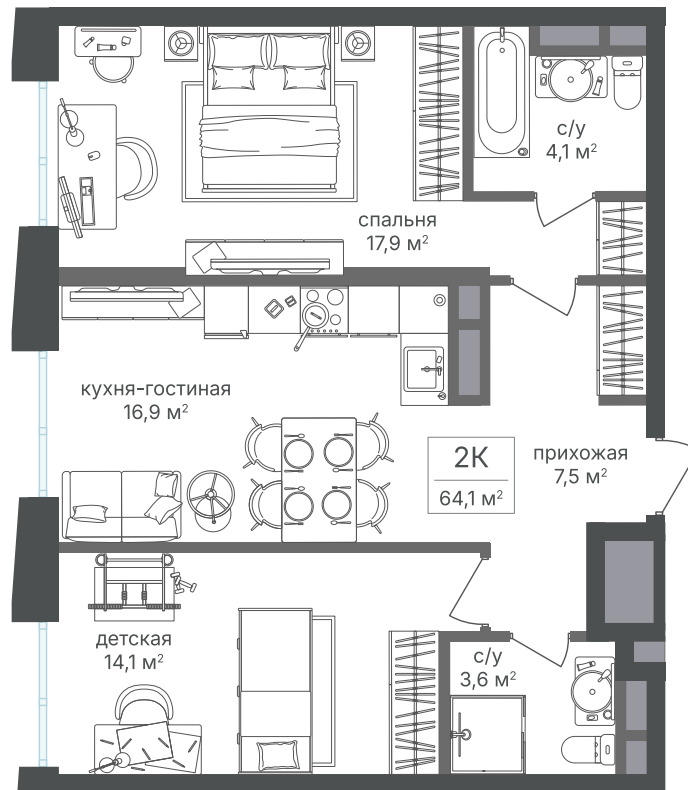 с/у
4,1 м²
спальня
17,9 м²
кухня-гостиная
16,9 м²
2К
64,1 м²
прихожая
7,5 м²
детская
14,1 м²
с/у
3,6 м²